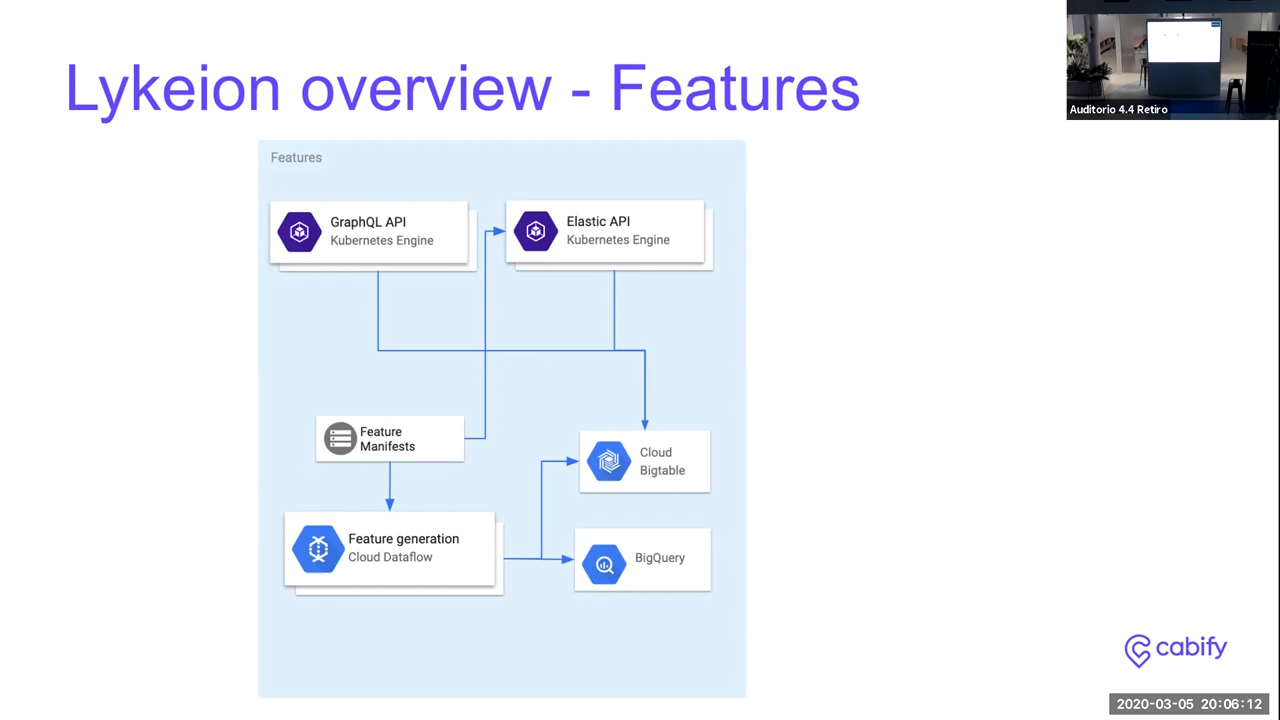 Lykeion overview - Features
Auditorio 4.4 Retiro
Features
GraphQL API
Kubernetes Engine
Elastic API
Kubernetes Engine
Feature
Manifests
Cloud
Bigtable
Feature generation
Cloud Dataflow
BigQuery
cabify
2020-03-05 20:06:12